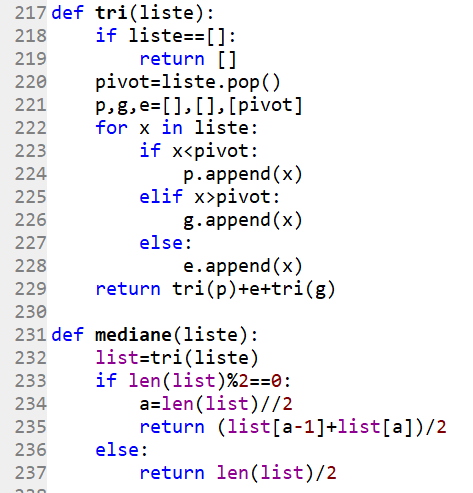 217 def tri(liste):
218     if liste==[]:
219         return []
220     pivot=liste.pop()
221     p,g,e=[],[],[pivot]
222     for x in liste:
223         if x<pivot:
224             p.append(x)
225         elif x>pivot:
226             g.append(x)
227         else:
228             e.append(x)
229     return tri(p)+e+tri(g)
230
231 def mediane(liste):
232     list=tri(liste)
233     if len(list)%2==0:
234         a=len(list)//2
235         return (list[a-1]+list[a])/2
236     else:
237         return len(list)/2